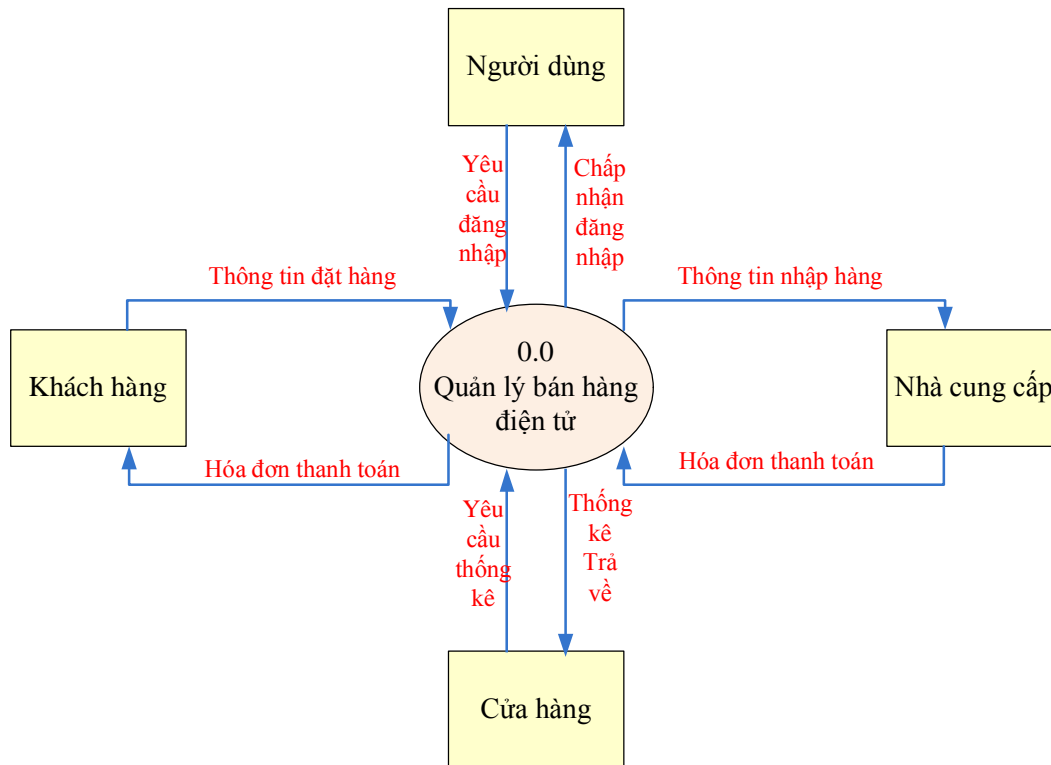 Người dùng
Yêu
cầu
đăng
nhập
Chấp
nhận
đăng
nhập
Thông tin đặt hàng
Thông tin nhập hàng
Khách hàng
0.0
Quản lý bán hàng
điện tử
Nhà cung cấp
Hóa đơn thanh toán
Hóa đơn thanh toán
Yêu
cầu
thống
kê
Thống
kê
Trả
về
Cửa hàng